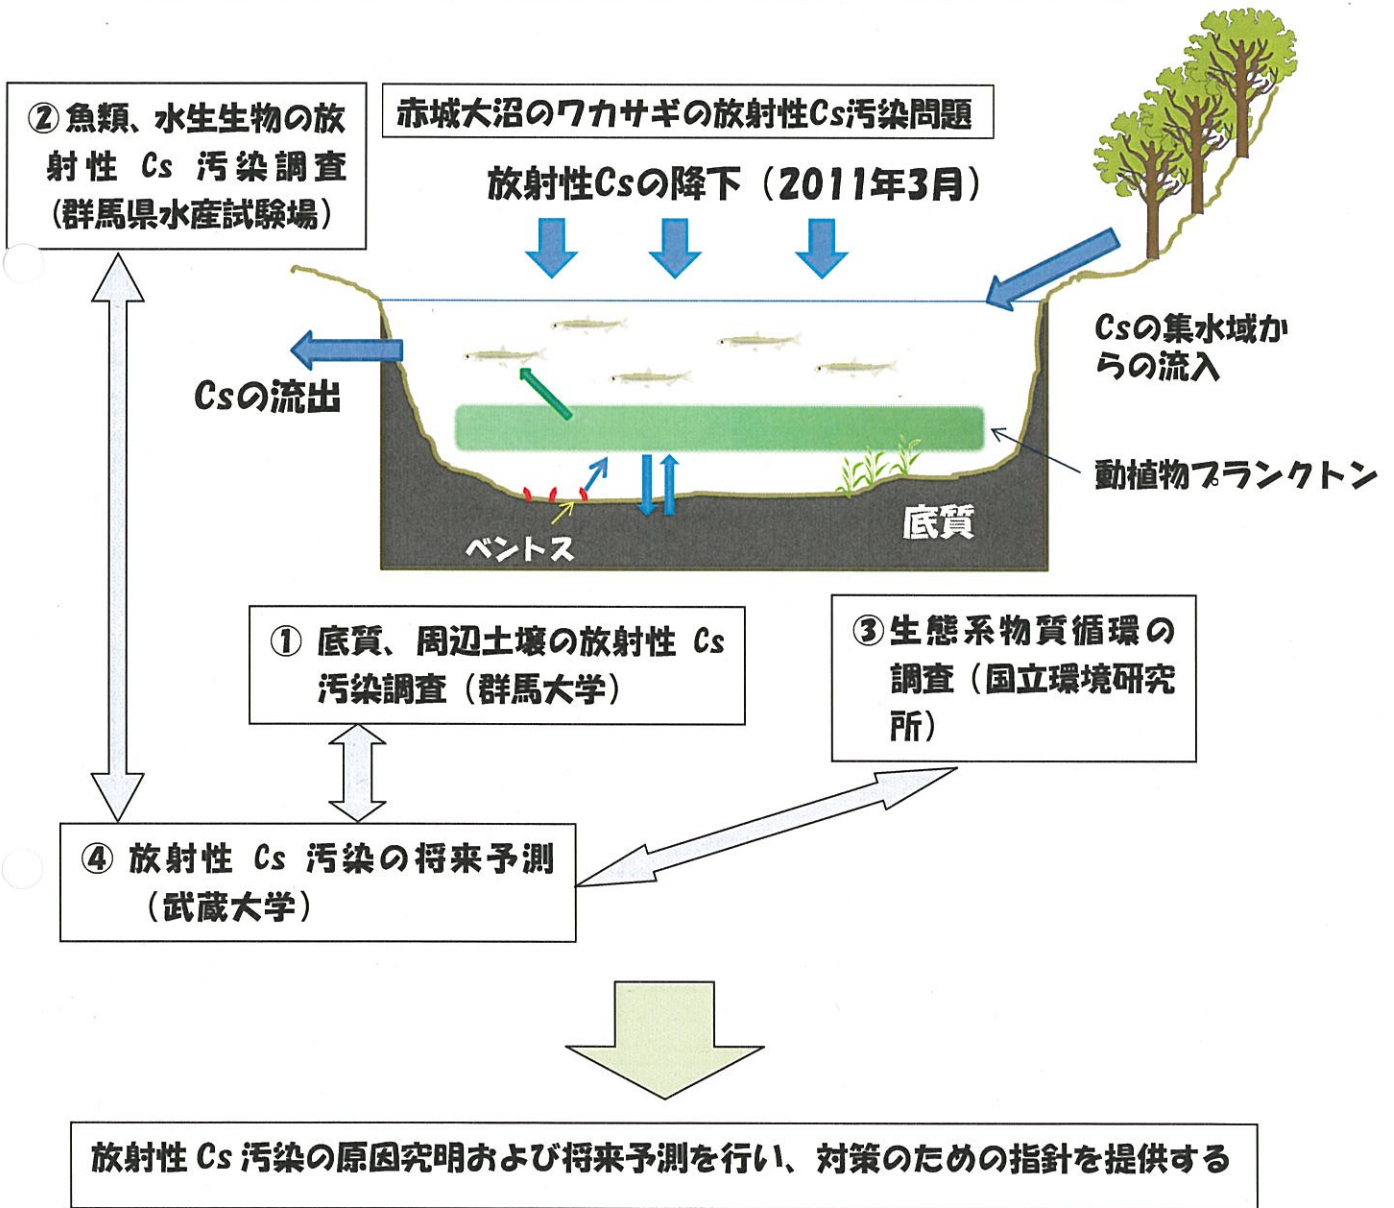 ② 魚類、水生生物の放
射性 Cs 汚染調査
(群馬県水産試験場)
赤城大沼のワカサギの放射性Cs汚染問題
放射性Csの降下（2011年3月）
Csの集水域か
らの流入
Csの流出
動植物プランクトン
底質
ベントス
① 底質、周辺土壌の放射性 Cs
汚染調査（群馬大学）
③ 生態系物質循環の
調査（国立環境研究
所）
④ 放射性 Cs 汚染の将来予測
（武蔵大学）
放射性 Cs 汚染の原因究明および将来予測を行い、対策のための指針を提供する